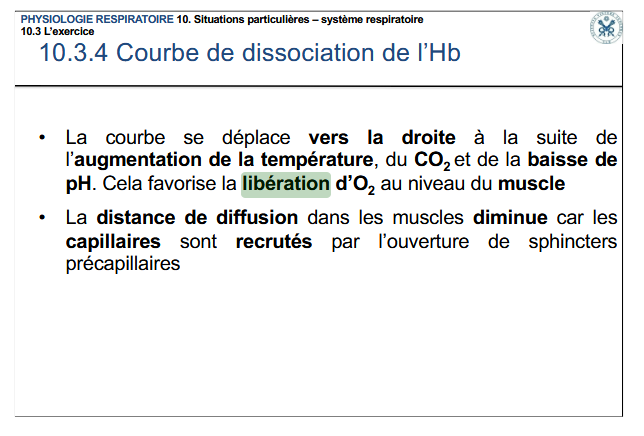 PHYSIOLOGIE RESPIRATOIRE 10. Situations particulières – système respiratoire
10.3 L’exercice
10.3.4 Courbe de dissociation de l’Hb
• La courbe se déplace vers la droite à la suite de
l’augmentation de la température, du CO2 et de la baisse de
pH. Cela favorise la libération d’O2 au niveau du muscle
• La distance de diffusion dans les muscles diminue car les
capillaires sont recrutés par l’ouverture de sphincters
précapillaires